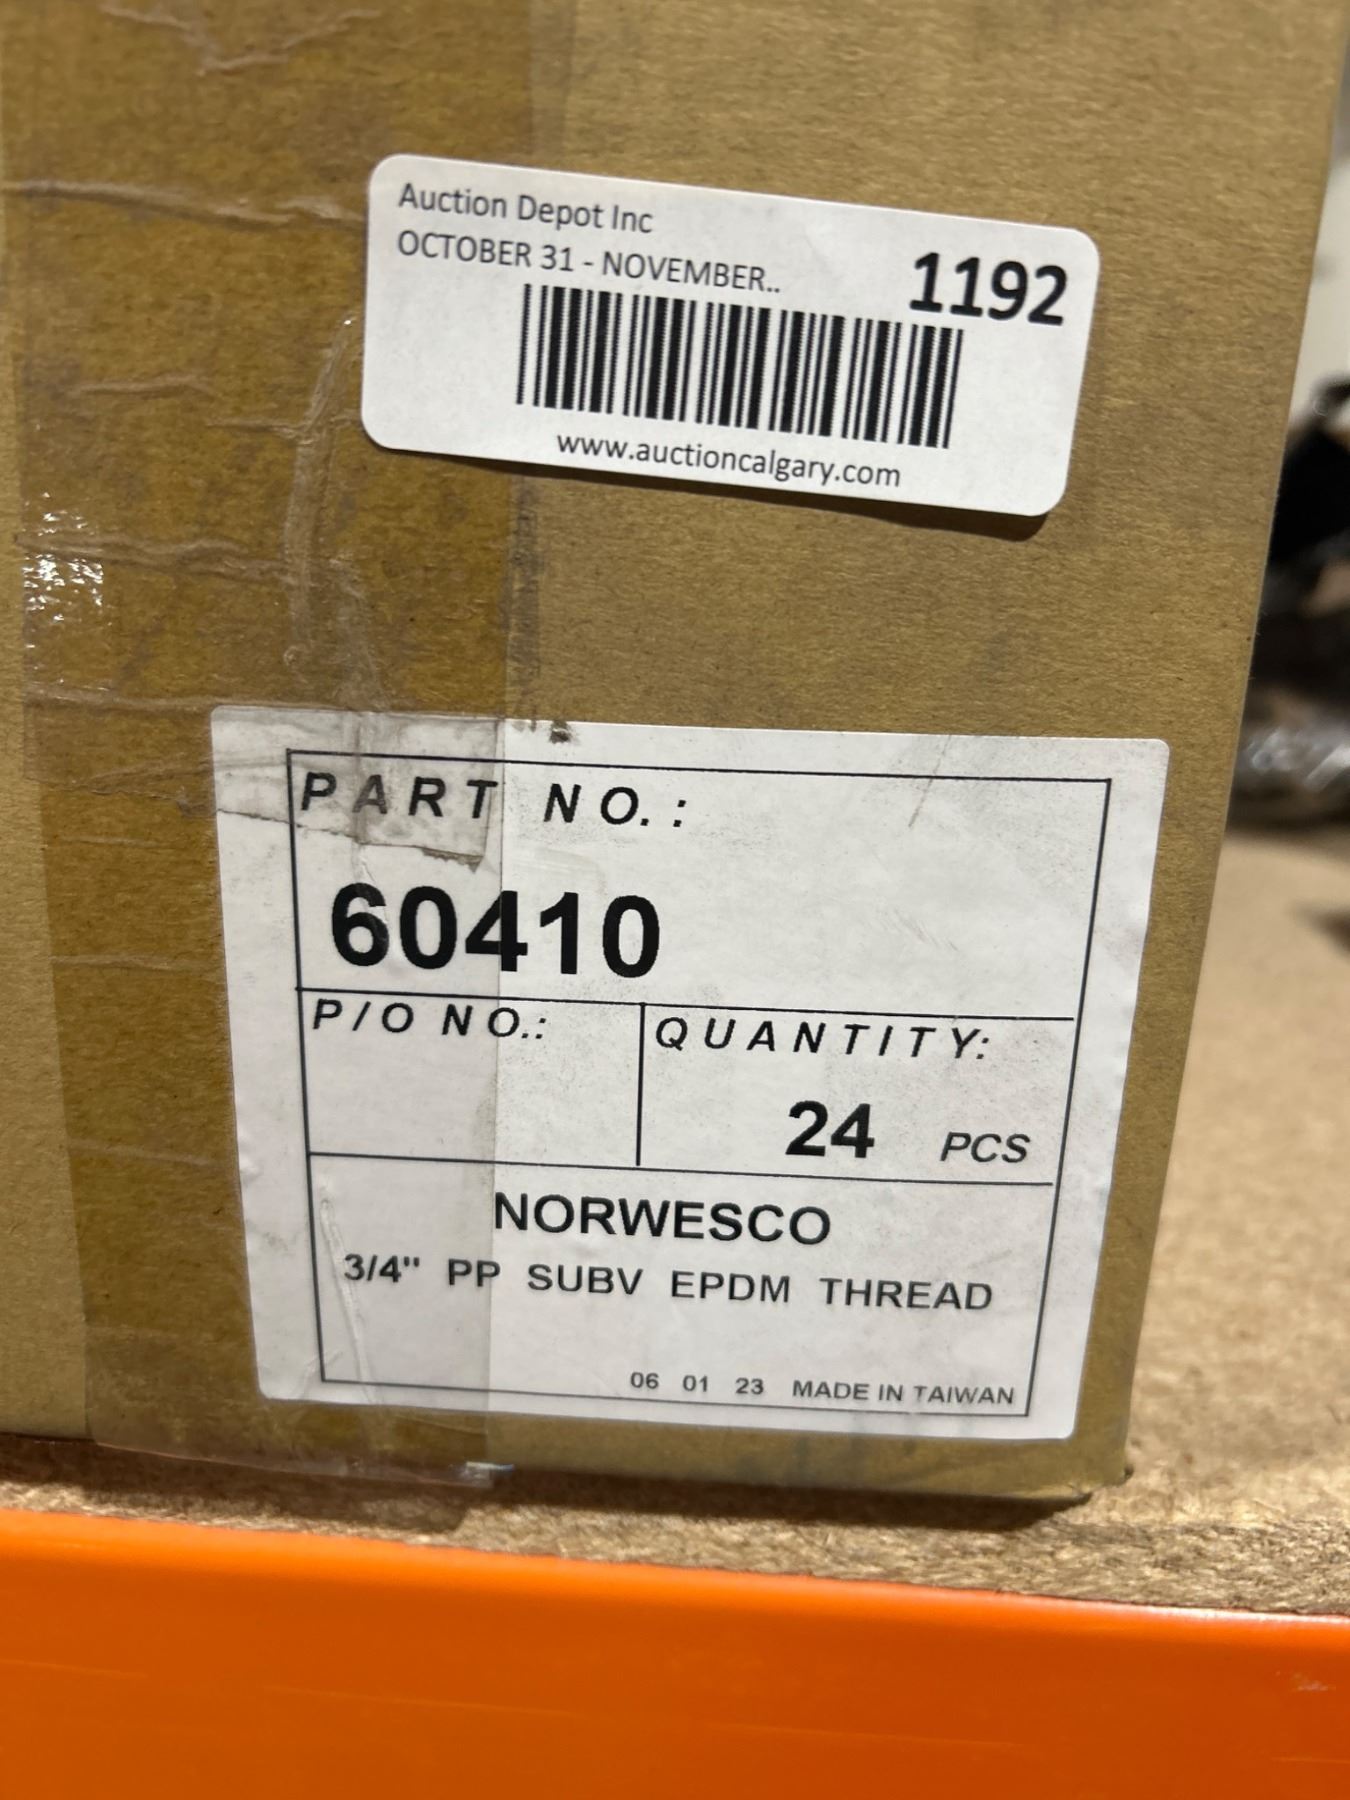 Auction Depot Inc
OCTOBER 31 - NOVEMBER..
1192
www.auctioncalgary.com
PART NO.:
60410
P/O NO.:
QUANTITY:
24 PCS
NORWESCO
3/4" PP SUBV EPDM THREAD
06 01 23 MADE IN TAIWAN